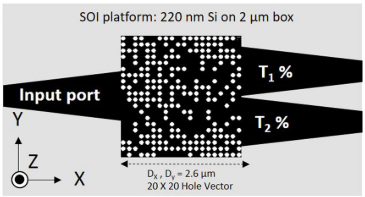 SOI platform: 220 nm Si on 2 µm box
Input port
T₁ %
T₂ %
Y
Z
X
Dₓ , Dᵧ = 2.6 µm
20 X 20 Hole Vector